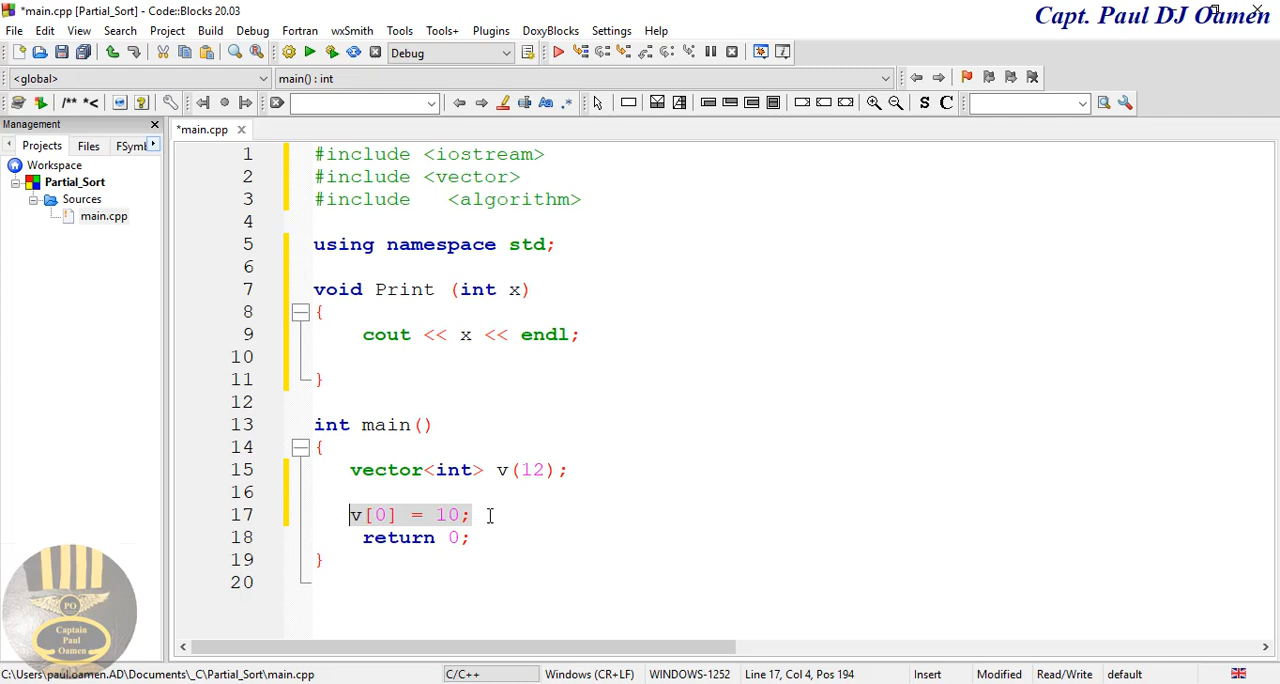 *main.cpp [Partial_Sort] - Code::Blocks 20.03
Capt. Paul DJ Oamen
File Edit View Search Project Build Debug Fortran wxSmith Tools Tools+ Plugins DoxyBlocks Settings Help
Debug
<global> main() : int
/** *<
S C
Management
*main.cpp
Projects Files FSymb
Workspace
Partial_Sort
Sources
main.cpp
1 #include <iostream>
2 #include <vector>
3 #include <algorithm>
4
5 using namespace std;
6
7 void Print (int x)
8 {
9 cout << x << endl;
10
11 }
12
13 int main()
14 {
15 vector<int> v(12);
16
17 v[0] = 10;
18 return 0;
19 }
20
PO
Captain
Paul
Oamen
C:\Users\paul.oamen.AD\Documents\_C\Partial_Sort\main.cpp C/C++ Windows (CR+LF) WINDOWS-1252 Line 17, Col 4, Pos 194 Insert Modified Read/Write default